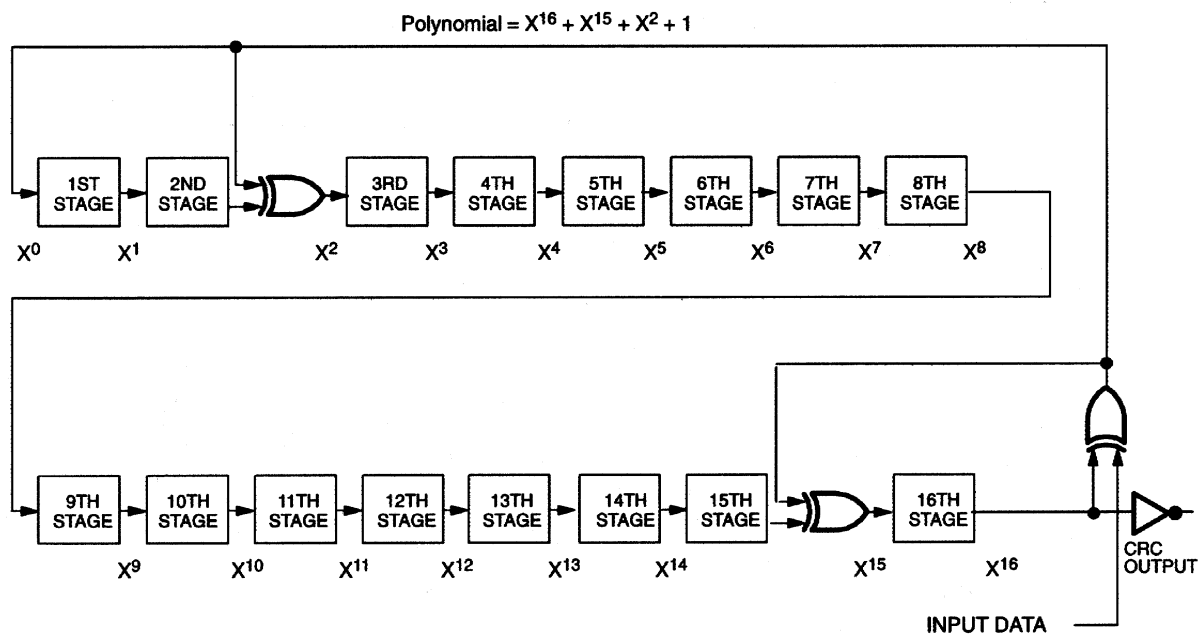 Polynomial = X16 + X15 + X2 + 1
1ST STAGE
2ND STAGE
3RD STAGE
4TH STAGE
5TH STAGE
6TH STAGE
7TH STAGE
8TH STAGE
X0 X1 X2 X3 X4 X5 X6 X7 X8
9TH STAGE
10TH STAGE
11TH STAGE
12TH STAGE
13TH STAGE
14TH STAGE
15TH STAGE
16TH STAGE
CRC OUTPUT
X9 X10 X11 X12 X13 X14 X15 X16
INPUT DATA